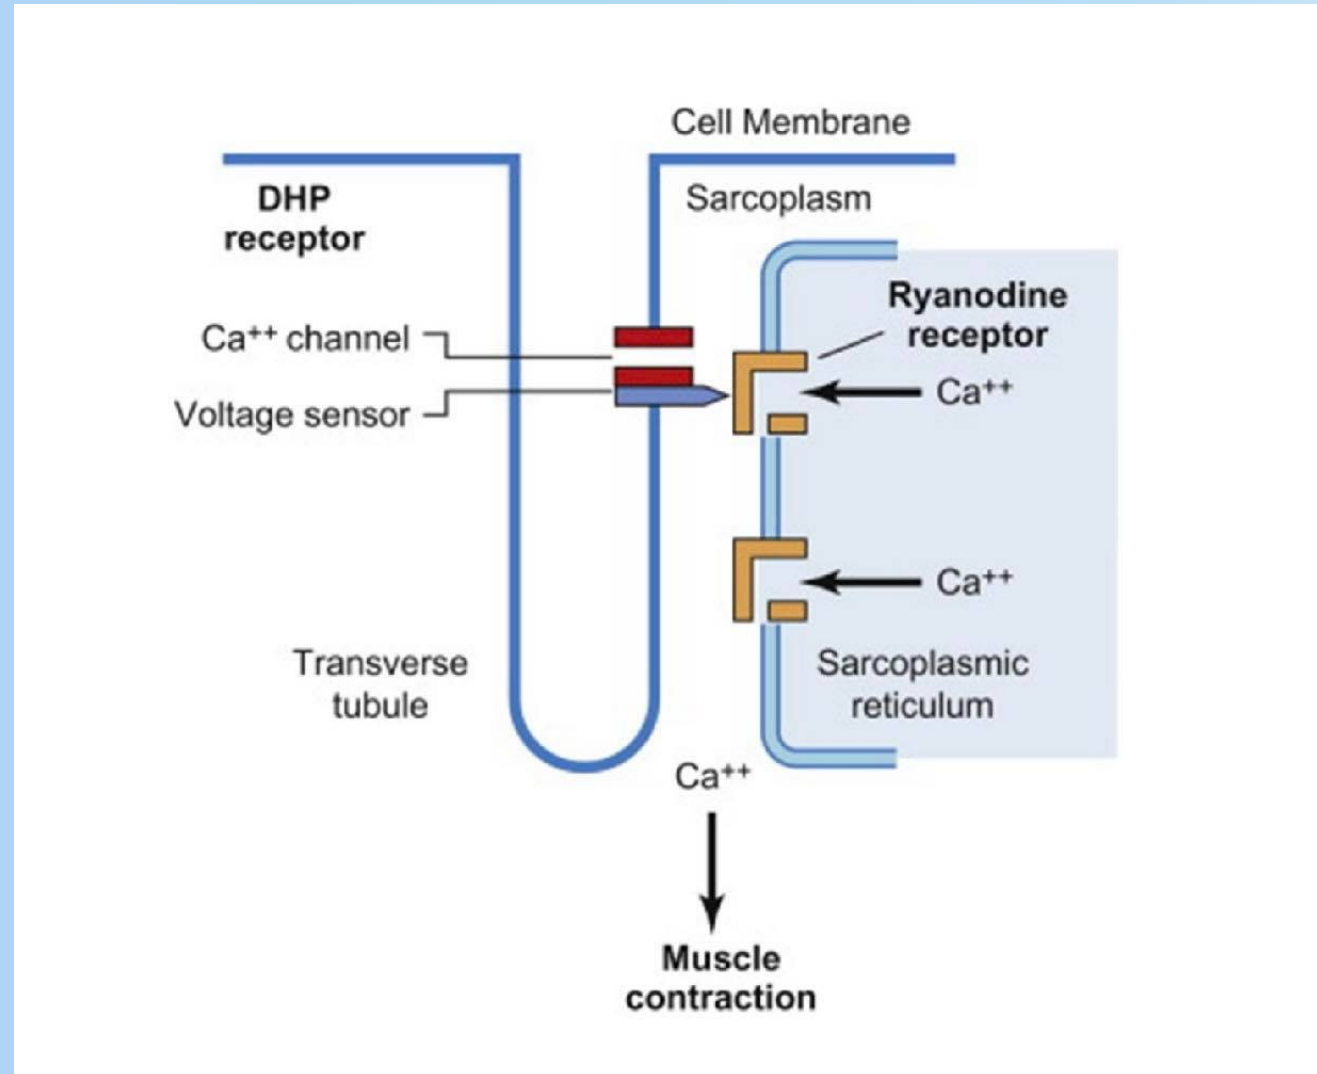 Cell Membrane
DHP
receptor
Sarcoplasm
Ryanodine
receptor
Ca⁺⁺ channel
Ca⁺⁺
Voltage sensor
Ca⁺⁺
Transverse
tubule
Sarcoplasmic
reticulum
Ca⁺⁺
Muscle
contraction